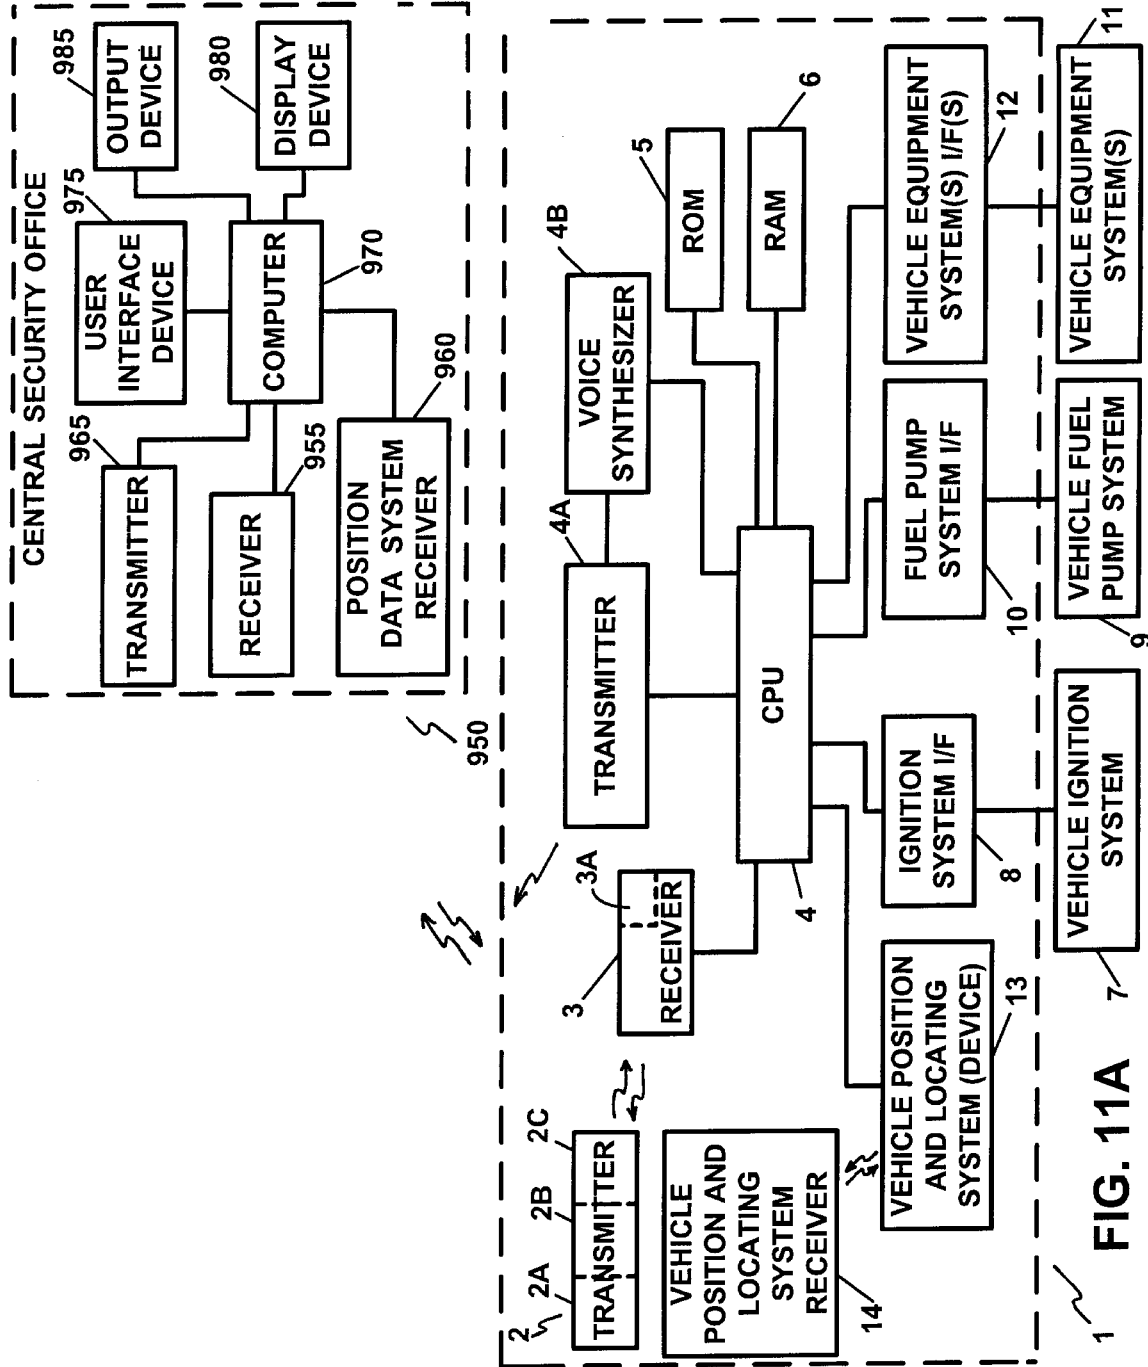 CENTRAL SECURITY OFFICE
965
TRANSMITTER
975
USER
INTERFACE
DEVICE
985
OUTPUT
DEVICE
RECEIVER
955
COMPUTER
970
980
DISPLAY
DEVICE
POSITION
DATA SYSTEM
RECEIVER
960
950
2
2A
2B
2C
TRANSMITTER
3
3A
RECEIVER
4A
TRANSMITTER
4B
VOICE
SYNTHESIZER
5
ROM
6
RAM
VEHICLE
POSITION AND
LOCATING
SYSTEM
RECEIVER
14
CPU
4
VEHICLE POSITION
AND LOCATING
SYSTEM (DEVICE)
13
IGNITION
SYSTEM I/F
8
FUEL PUMP
SYSTEM I/F
10
VEHICLE EQUIPMENT
SYSTEM(S) I/F(S)
12
VEHICLE IGNITION
SYSTEM
7
VEHICLE FUEL
PUMP SYSTEM
9
VEHICLE EQUIPMENT
SYSTEM(S)
11
1
FIG. 11A